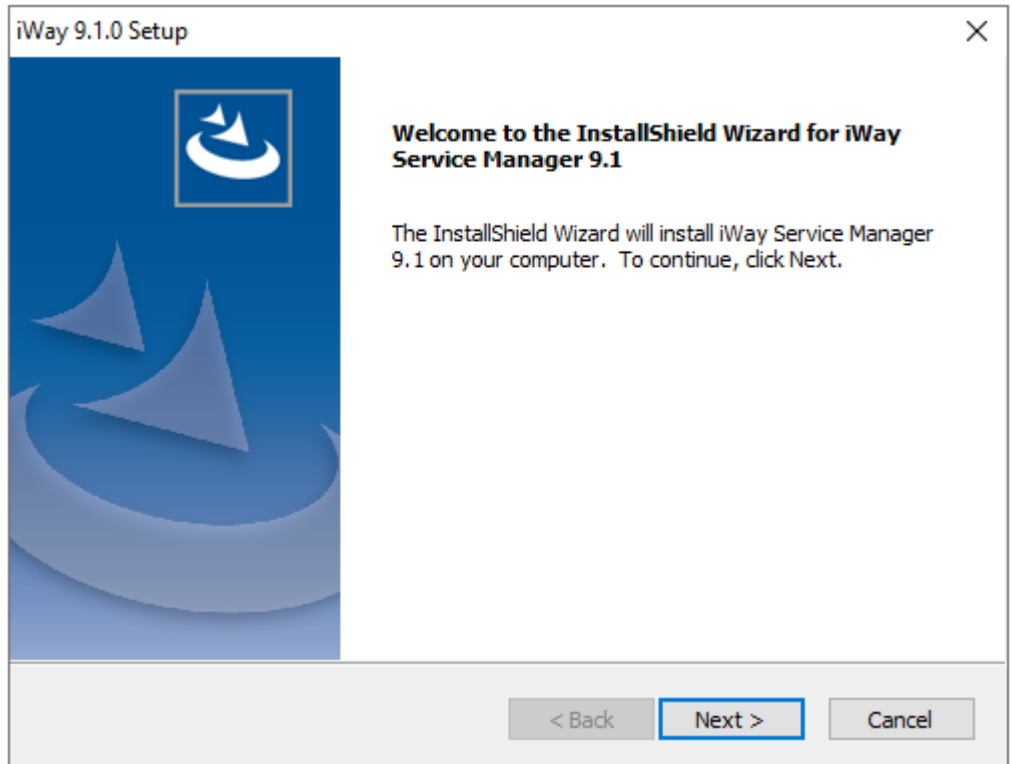 iWay 9.1.0 Setup
Welcome to the InstallShield Wizard for iWay
Service Manager 9.1
The InstallShield Wizard will install iWay Service Manager
9.1 on your computer.  To continue, click Next.
< Back
Next >
Cancel